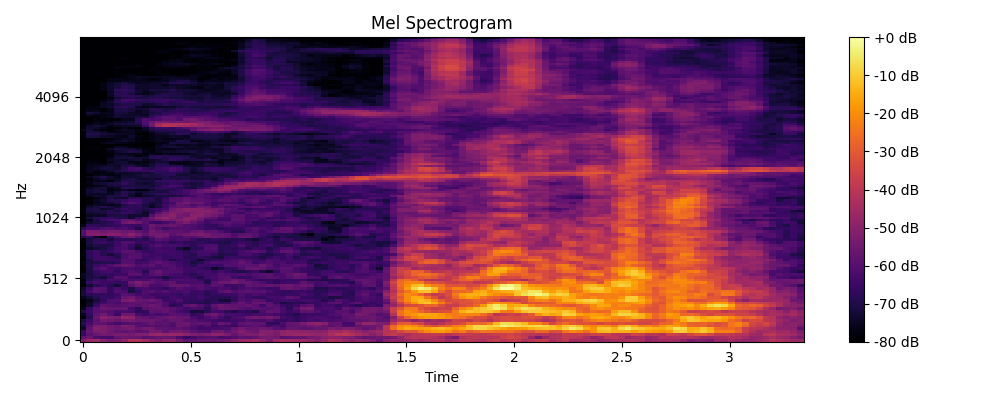 Mel Spectrogram
Hz
4096
2048
1024
512
0
0
0.5
1
1.5
2
2.5
3
Time
+0 dB
-10 dB
-20 dB
-30 dB
-40 dB
-50 dB
-60 dB
-70 dB
-80 dB